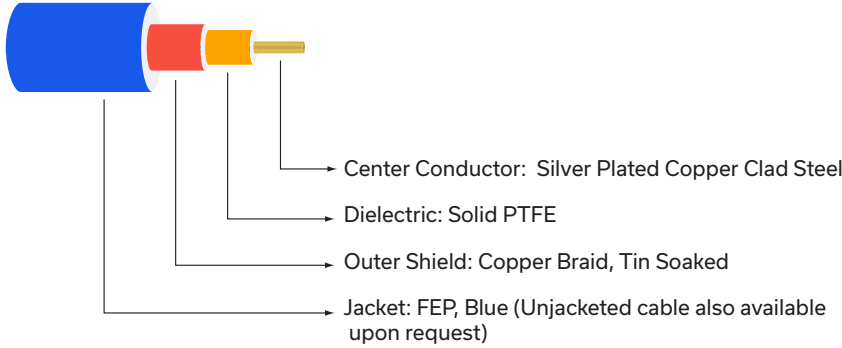 Center Conductor:  Silver Plated Copper Clad Steel
Dielectric: Solid PTFE
Outer Shield: Copper Braid, Tin Soaked
Jacket: FEP, Blue (Unjacketed cable also available
upon request)